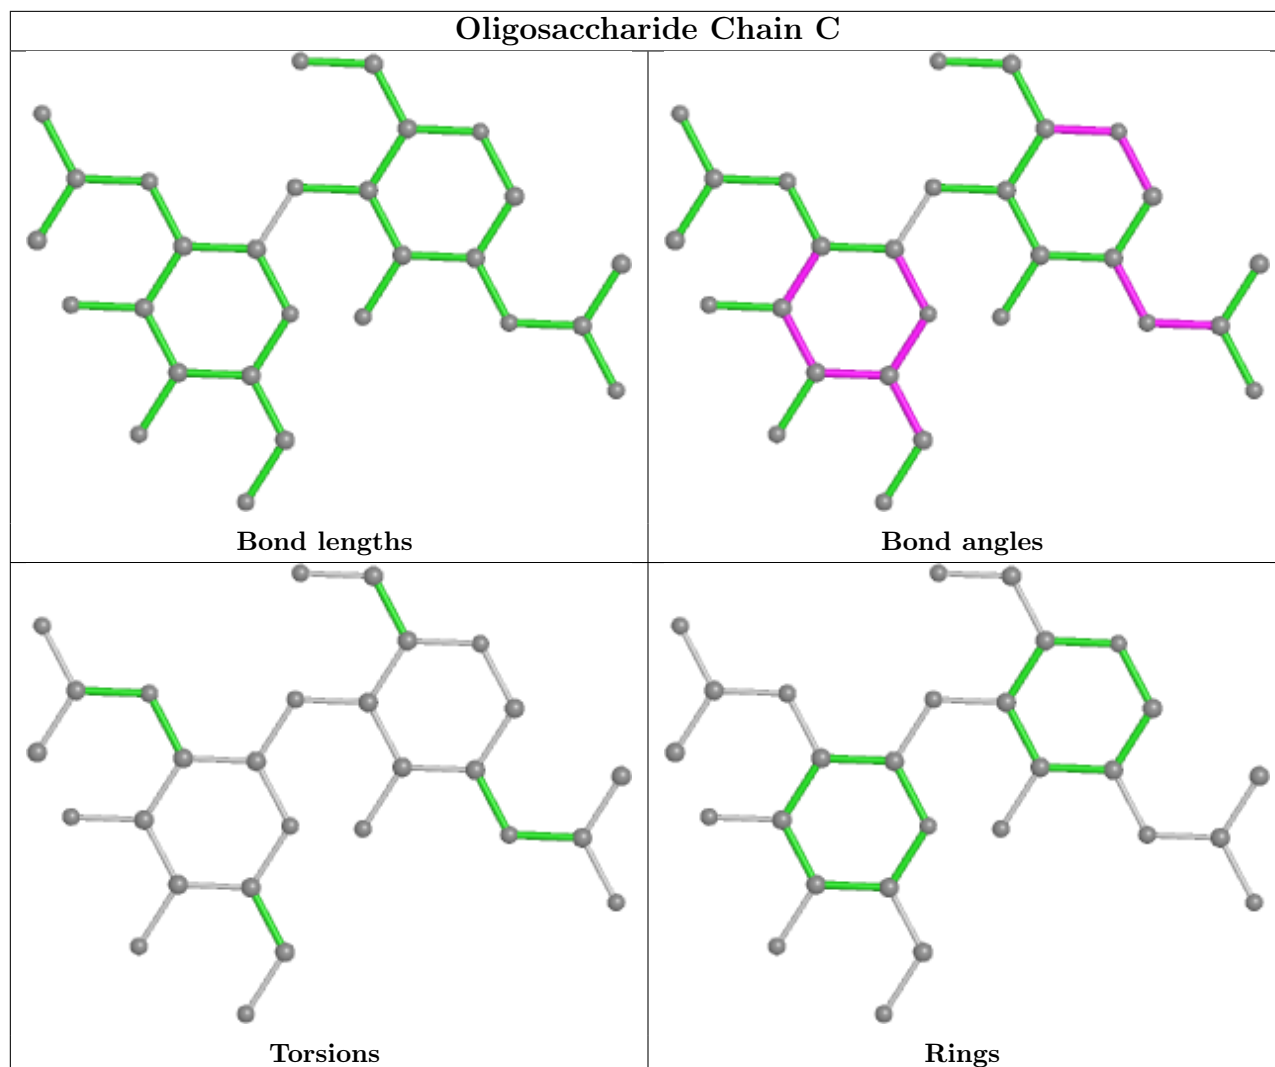 Oligosaccharide Chain C
Bond lengths
Bond angles
Torsions
Rings